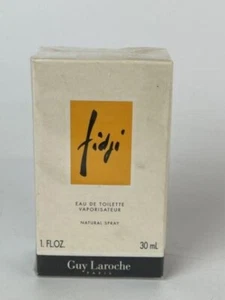 fidji
EAU DE TOILETTE
VAPORISATEUR
NATURAL SPRAY
1. FL.OZ. 30 mL
Guy Laroche
PARIS